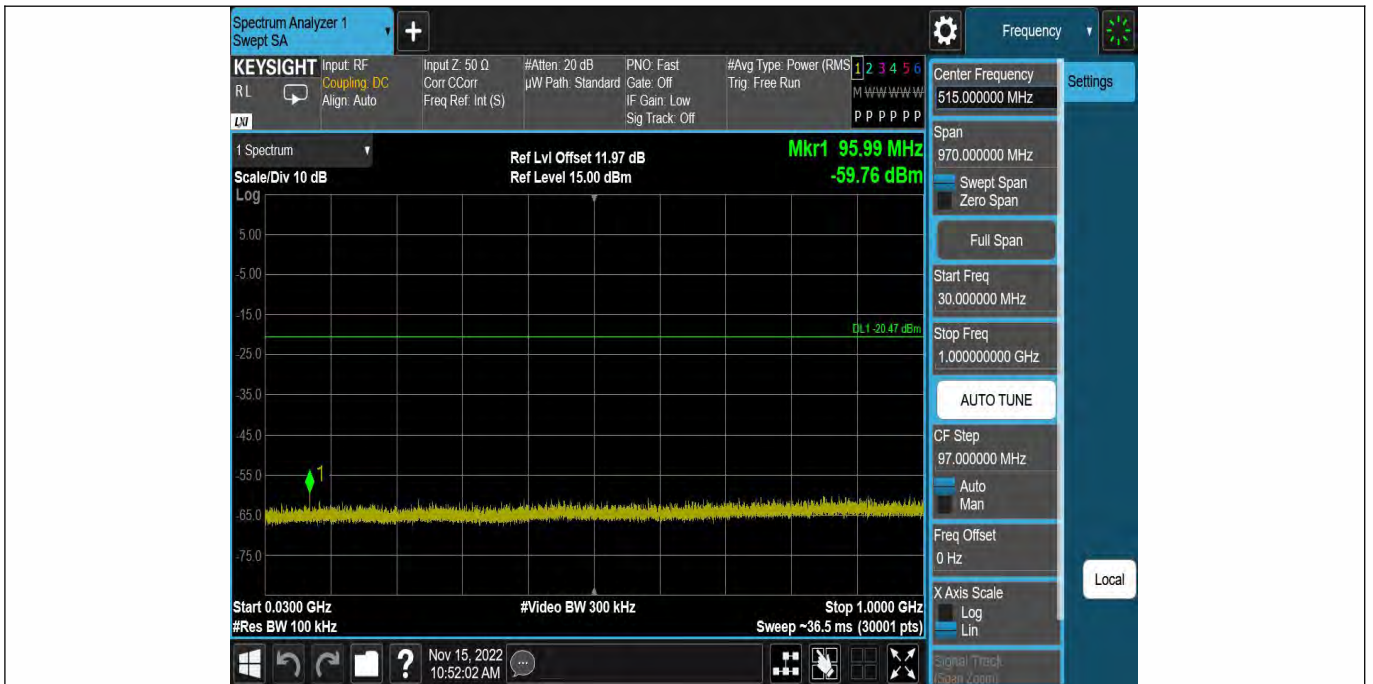 Spectrum Analyzer 1
Swept SA
+
Frequency
KEYSIGHT
RL
LXI
Input: RF
Coupling: DC
Align: Auto
Input Z: 50 Ω
Corr CCorr
Freq Ref: Int (S)
#Atten: 20 dB
µW Path: Standard
PNO: Fast
Gate: Off
IF Gain: Low
Sig Track: Off
#Avg Type: Power (RMS
Trig: Free Run
1 2 3 4 5 6
M W W W W W
P P P P P P
1 Spectrum
Scale/Div 10 dB
Log
Ref Lvl Offset 11.97 dB
Ref Level 15.00 dBm
Mkr1 95.99 MHz
-59.76 dBm
5.00
-5.00
-15.0
DL1 -20.47 dBm
-25.0
-35.0
-45.0
-55.0
1
-65.0
-75.0
Start 0.0300 GHz
#Res BW 100 kHz
#Video BW 300 kHz
Stop 1.0000 GHz
Sweep ~36.5 ms (30001 pts)
?
Nov 15, 2022
10:52:02 AM
Center Frequency
515.000000 MHz
Span
970.000000 MHz
Swept Span
Zero Span
Full Span
Start Freq
30.000000 MHz
Stop Freq
1.000000000 GHz
AUTO TUNE
CF Step
97.000000 MHz
Auto
Man
Freq Offset
0 Hz
X Axis Scale
Log
Lin
Signal Track
(Span Zoom)
Settings
Local